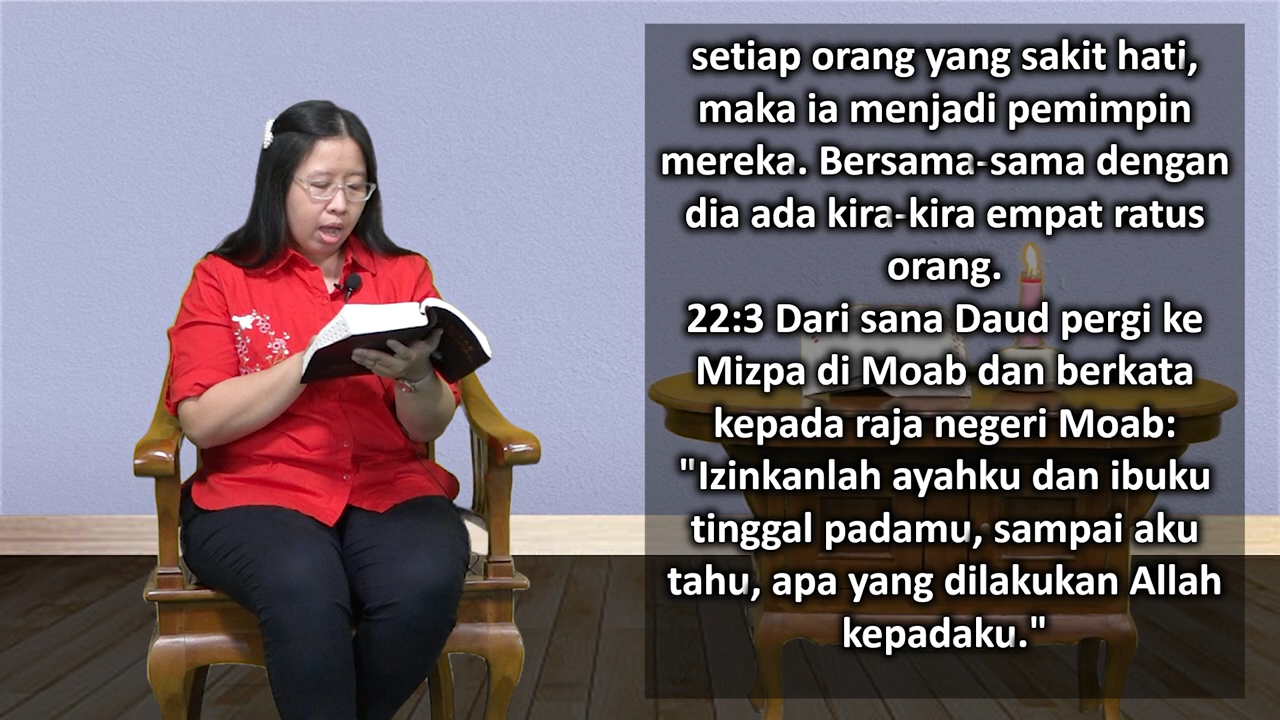 setiap orang yang sakit hati,
maka ia menjadi pemimpin
mereka. Bersama-sama dengan
dia ada kira-kira empat ratus
orang.
22:3 Dari sana Daud pergi ke
Mizpa di Moab dan berkata
kepada raja negeri Moab:
"Izinkanlah ayahku dan ibuku
tinggal padamu, sampai aku
tahu, apa yang dilakukan Allah
kepadaku."